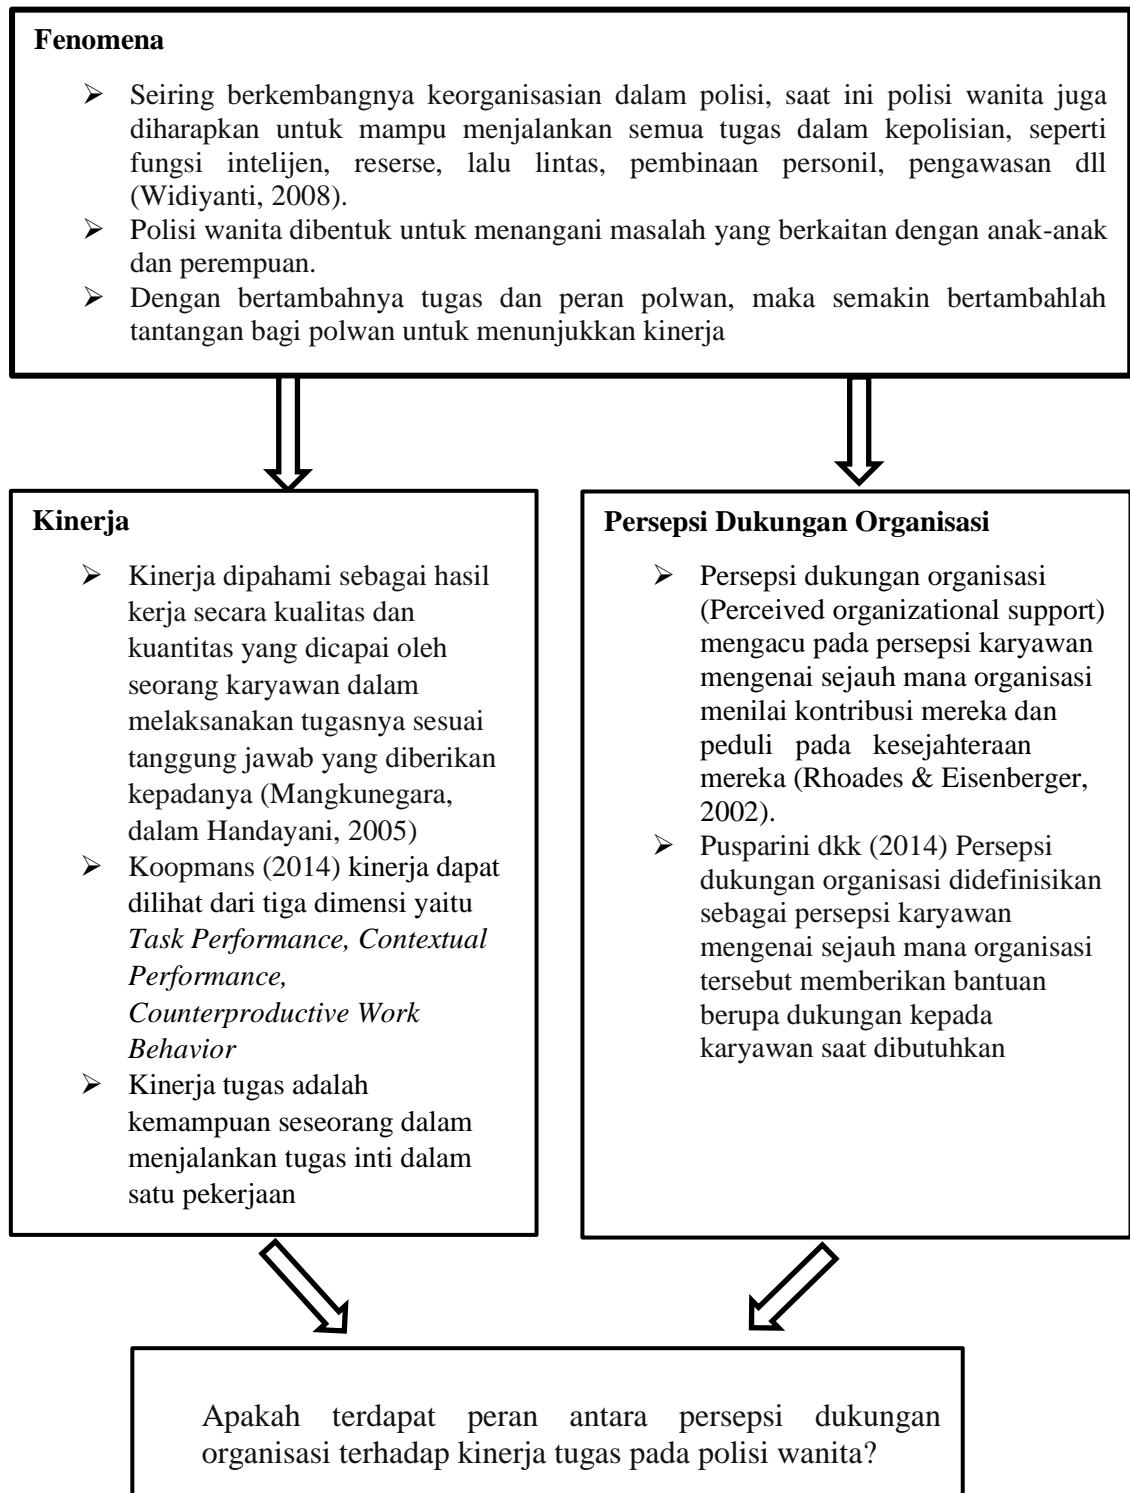 Fenomena
➢ Seiring berkembangnya keorganisasian dalam polisi, saat ini polisi wanita juga
diharapkan untuk mampu menjalankan semua tugas dalam kepolisian, seperti
fungsi intelijen, reserse, lalu lintas, pembinaan personil, pengawasan dll
(Widiyanti, 2008).
➢ Polisi wanita dibentuk untuk menangani masalah yang berkaitan dengan anak-anak
dan perempuan.
➢ Dengan bertambahnya tugas dan peran polwan, maka semakin bertambahlah
tantangan bagi polwan untuk menunjukkan kinerja
Kinerja
➢ Kinerja dipahami sebagai hasil
kerja secara kualitas dan
kuantitas yang dicapai oleh
seorang karyawan dalam
melaksanakan tugasnya sesuai
tanggung jawab yang diberikan
kepadanya (Mangkunegara,
dalam Handayani, 2005)
➢ Koopmans (2014) kinerja dapat
dilihat dari tiga dimensi yaitu
Task Performance, Contextual
Performance,
Counterproductive Work
Behavior
➢ Kinerja tugas adalah
kemampuan seseorang dalam
menjalankan tugas inti dalam
satu pekerjaan
Persepsi Dukungan Organisasi
➢ Persepsi dukungan organisasi
(Perceived organizational support)
mengacu pada persepsi karyawan
mengenai sejauh mana organisasi
menilai kontribusi mereka dan
peduli pada kesejahteraan
mereka (Rhoades & Eisenberger,
2002).
➢ Pusparini dkk (2014) Persepsi
dukungan organisasi didefinisikan
sebagai persepsi karyawan
mengenai sejauh mana organisasi
tersebut memberikan bantuan
berupa dukungan kepada
karyawan saat dibutuhkan
Apakah terdapat peran antara persepsi dukungan
organisasi terhadap kinerja tugas pada polisi wanita?